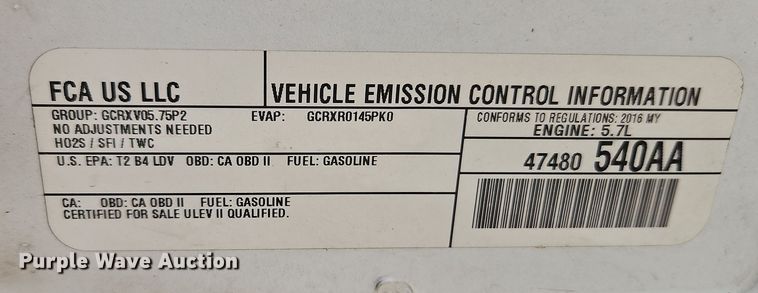 FCA US LLC
VEHICLE EMISSION CONTROL INFORMATION
GROUP: GCRXV05.75P2 EVAP: GCRXR0145PK0
NO ADJUSTMENTS NEEDED
HO2S / SFI / TWC
CONFORMS TO REGULATIONS: 2016 MY
ENGINE: 5.7L
U.S. EPA: T2 B4 LDV OBD: CA OBD II FUEL: GASOLINE
47480 540AA
CA: OBD: CA OBD II FUEL: GASOLINE
CERTIFIED FOR SALE ULEV II QUALIFIED.
Purple Wave Auction